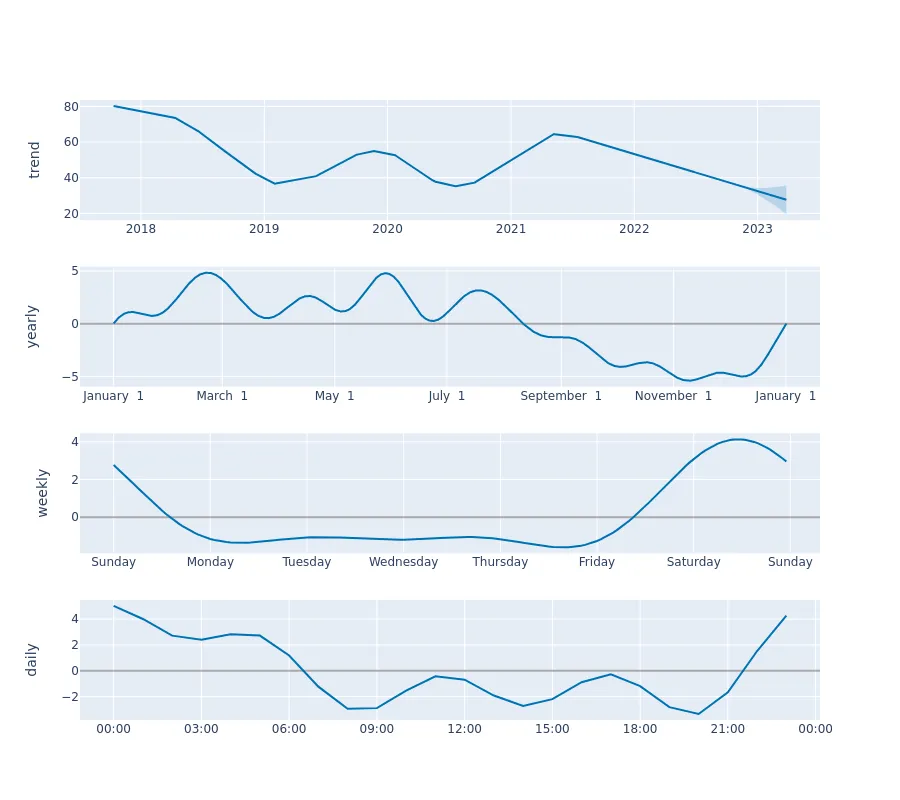 trend
80
60
40
20
2018 2019 2020 2021 2022 2023
yearly
5
0
−5
January 1 March 1 May 1 July 1 September 1 November 1 January 1
weekly
4
2
0
Sunday Monday Tuesday Wednesday Thursday Friday Saturday Sunday
daily
4
2
0
−2
00:00 03:00 06:00 09:00 12:00 15:00 18:00 21:00 00:00